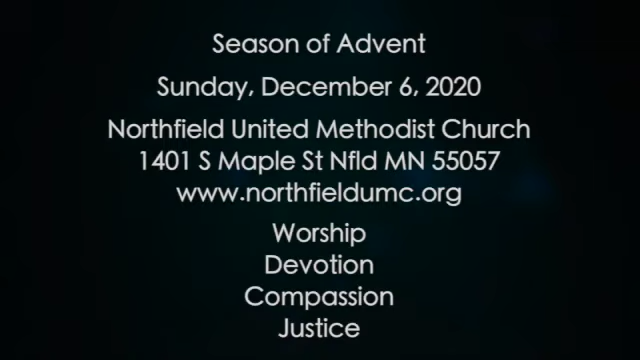 Season of Advent
Sunday, December 6, 2020
Northfield United Methodist Church
1401 S Maple St Nfld MN 55057
www.northfieldumc.org
Worship
Devotion
Compassion
Justice